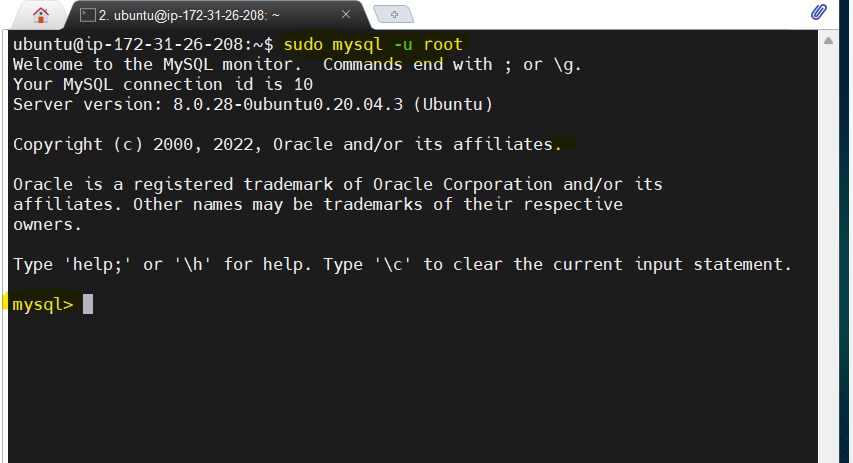 2. ubuntu@ip-172-31-26-208: ~
ubuntu@ip-172-31-26-208:~$ sudo mysql -u root
Welcome to the MySQL monitor.  Commands end with ; or \g.
Your MySQL connection id is 10
Server version: 8.0.28-0ubuntu0.20.04.3 (Ubuntu)
Copyright (c) 2000, 2022, Oracle and/or its affiliates.
Oracle is a registered trademark of Oracle Corporation and/or its
affiliates. Other names may be trademarks of their respective
owners.
Type 'help;' or '\h' for help. Type '\c' to clear the current input statement.
mysql>